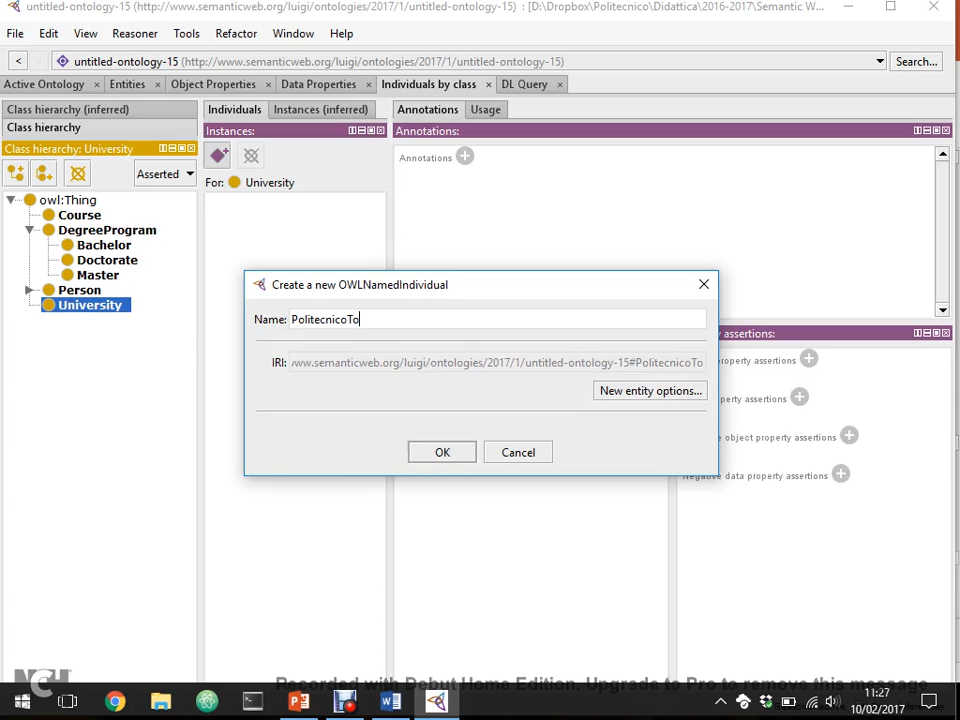 untitled-ontology-15 (http://www.semanticweb.org/luigi/ontologies/2017/1/untitled-ontology-15) : [D:\Dropbox\Politecnico\Didattica\2016-2017\Semantic W...
File Edit View Reasoner Tools Refactor Window Help
< untitled-ontology-15 (http://www.semanticweb.org/luigi/ontologies/2017/1/untitled-ontology-15) Search...
Active Ontology × Entities × Object Properties × Data Properties × Individuals by class × DL Query ×
Class hierarchy (inferred)
Class hierarchy
Class hierarchy: University
Asserted
owl:Thing
Course
DegreeProgram
Bachelor
Doctorate
Master
Person
University
Individuals Instances (inferred)
Instances:
For: University
Annotations Usage
Annotations:
Annotations
Create a new OWLNamedIndividual
Name: PolitecnicoTo
IRI: /ww.semanticweb.org/luigi/ontologies/2017/1/untitled-ontology-15#PolitecnicoTo
New entity options...
OK Cancel
assertions:
property assertions
property assertions
object property assertions
Negative data property assertions
NCH
Recorded with Debut Home Edition. Upgrade to Pro to remove this message
11:27
10/02/2017